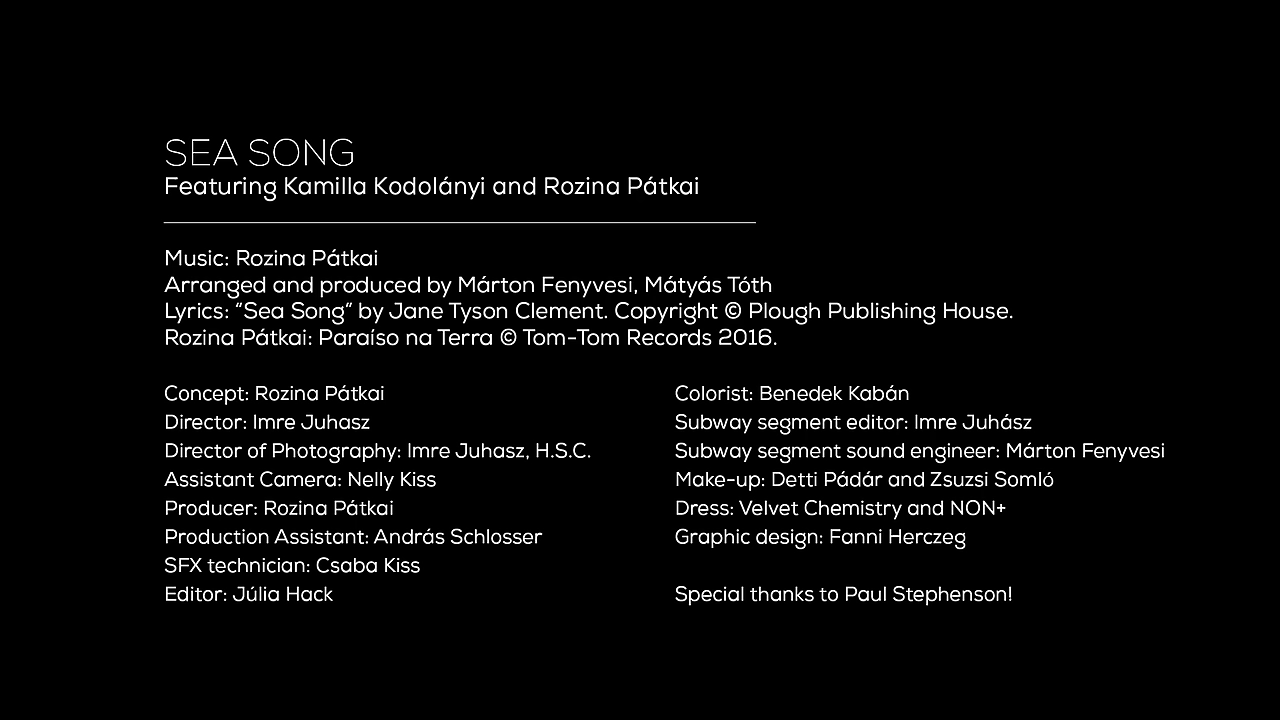 SEA SONG
Featuring Kamilla Kodolányi and Rozina Pátkai
Music: Rozina Pátkai
Arranged and produced by Márton Fenyvesi, Mátyás Tóth
Lyrics: “Sea Song” by Jane Tyson Clement. Copyright © Plough Publishing House.
Rozina Pátkai: Paraíso na Terra © Tom-Tom Records 2016.
Concept: Rozina Pátkai
Director: Imre Juhasz
Director of Photography: Imre Juhasz, H.S.C.
Assistant Camera: Nelly Kiss
Producer: Rozina Pátkai
Production Assistant: András Schlosser
SFX technician: Csaba Kiss
Editor: Júlia Hack
Colorist: Benedek Kabán
Subway segment editor: Imre Juhász
Subway segment sound engineer: Márton Fenyvesi
Make-up: Detti Pádár and Zsuzsi Somló
Dress: Velvet Chemistry and NON+
Graphic design: Fanni Herczeg
Special thanks to Paul Stephenson!